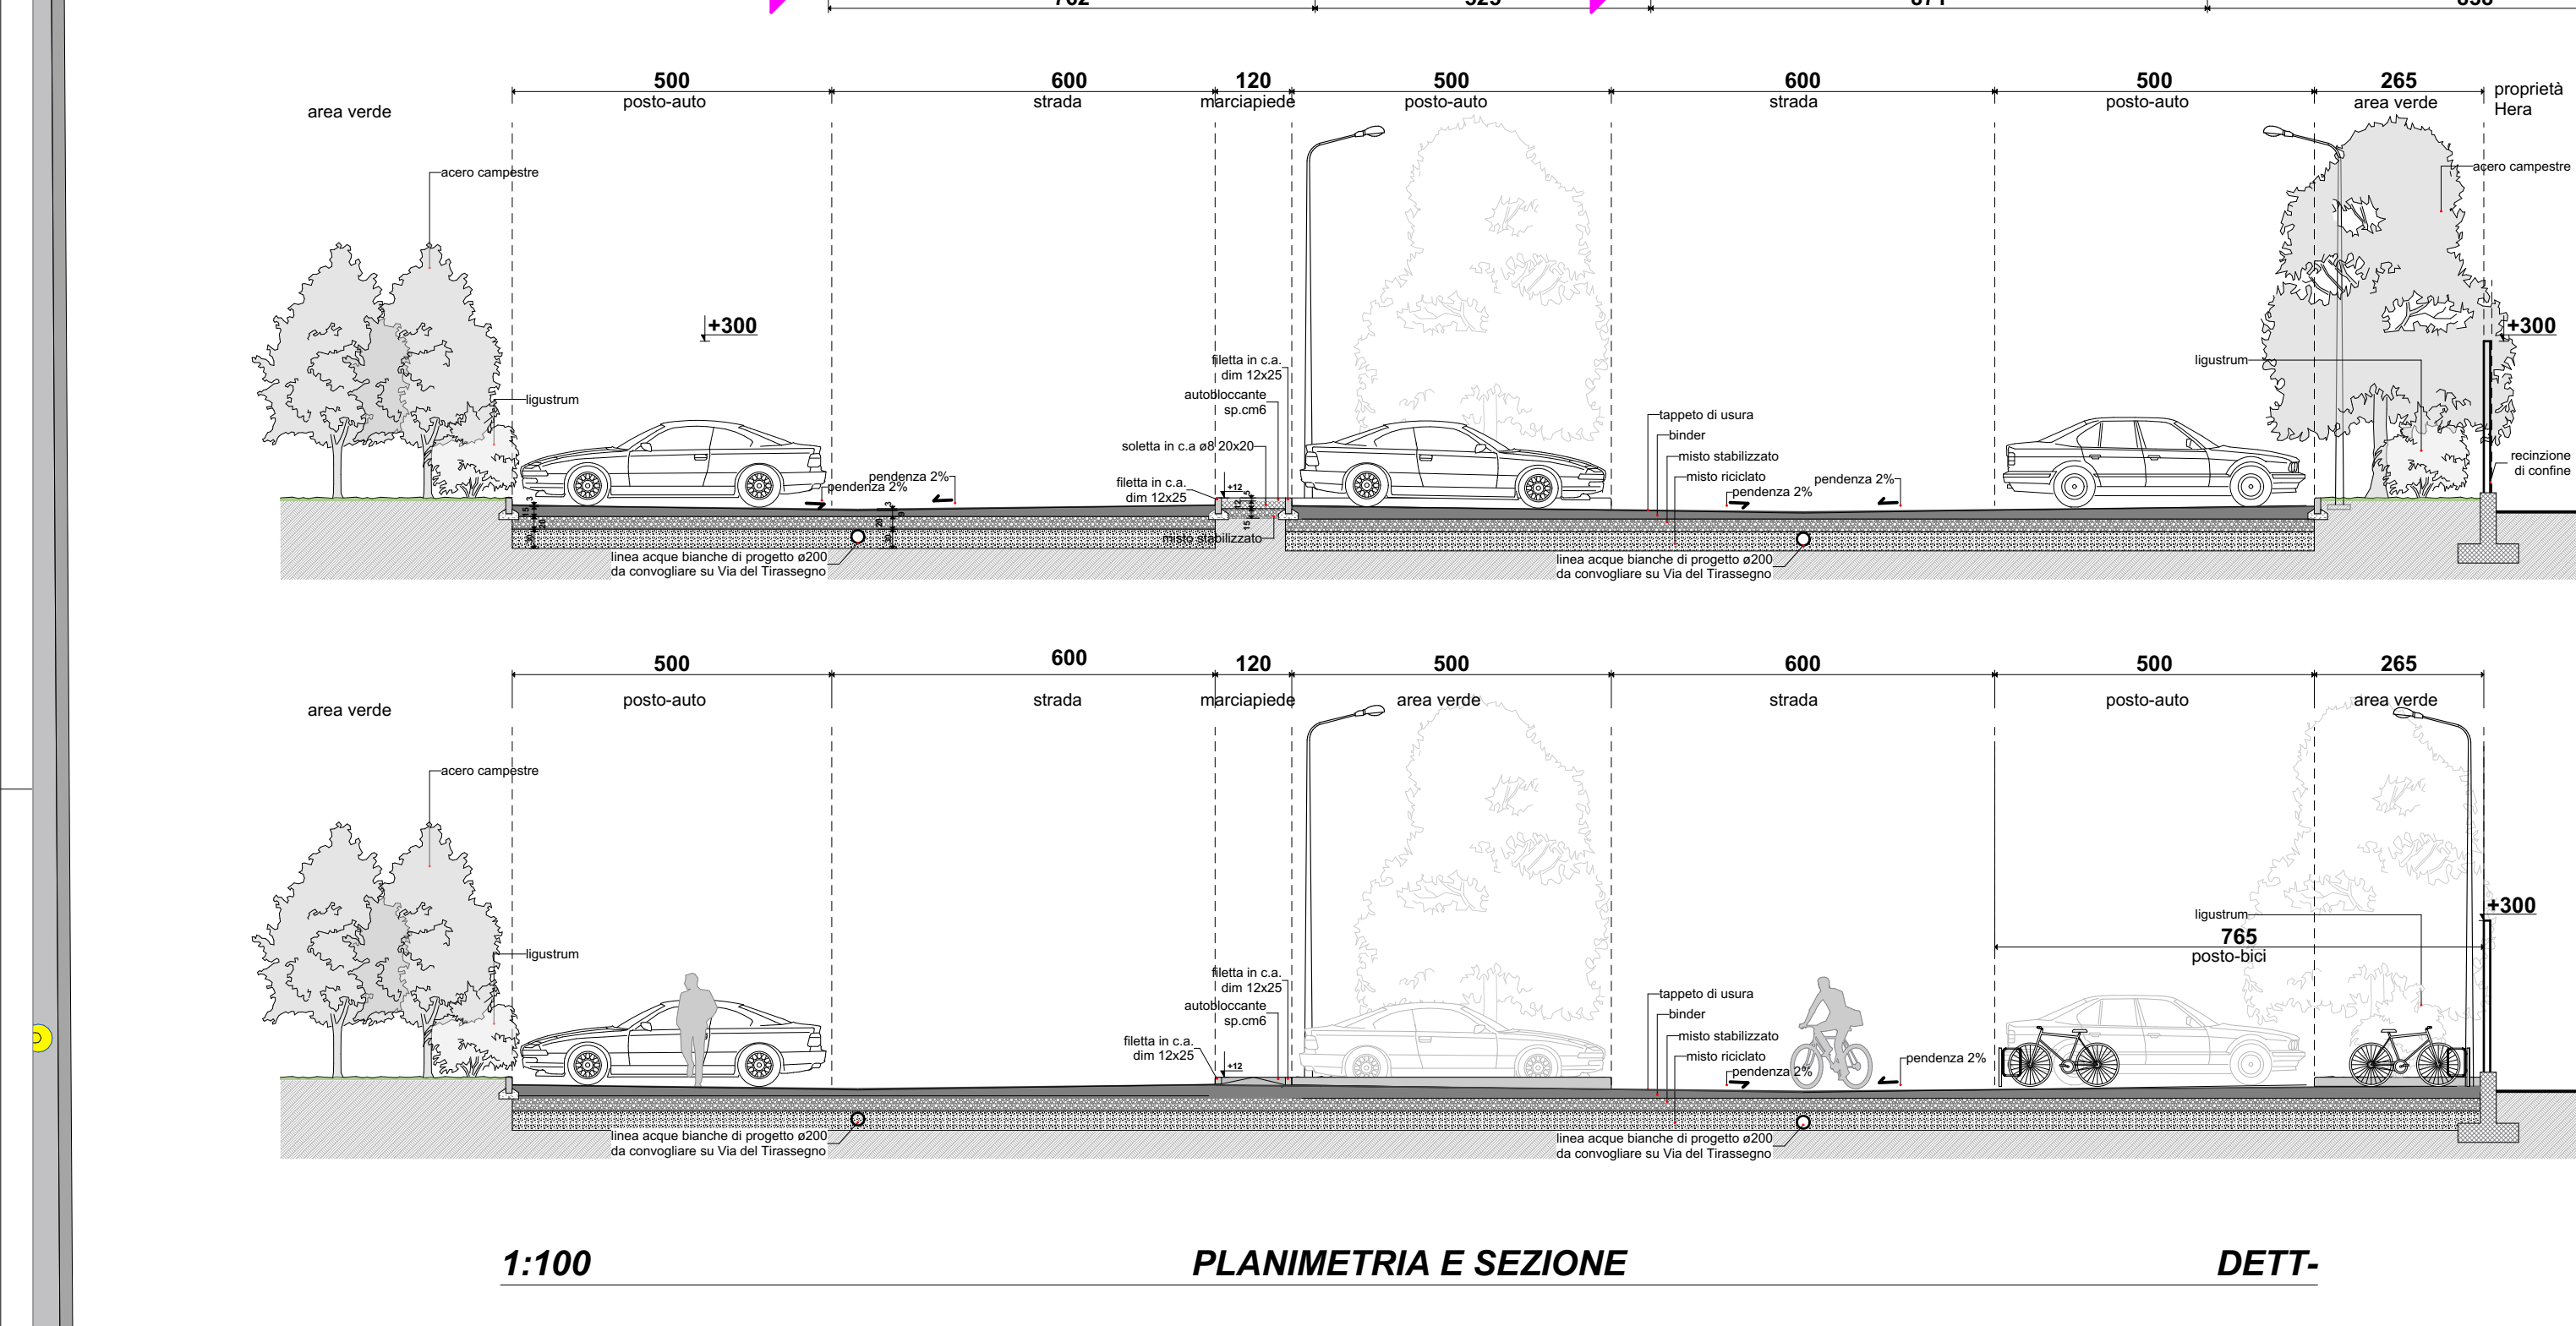 500 600 120 500 600 500 265 proprietà
area verde posto-auto strada marciapiede posto-auto strada posto-auto area verde Hera
acero campestre acero campestre
+300 +300
filetta in c.a.
dim 12x25
ligustrum
autobloccante
sp.cm6
ligustrum
tappeto di usura
binder
soletta in c.a ø8 20x20
misto stabilizzato
recinzione
di confine
misto riciclato
pendenza 2% pendenza 2%
filetta in c.a.
dim 12x25
+12
pendenza 2% pendenza 2%
misto stabilizzato
linea acque bianche di progetto ø200
da convogliare su Via del Tirassegno
linea acque bianche di progetto ø200
da convogliare su Via del Tirassegno
500 600 120 500 600 500 265
area verde posto-auto strada marciapiede area verde strada posto-auto area verde
acero campestre
ligustrum
+300
765
posto-bici
ligustrum
filetta in c.a.
dim 12x25
autobloccante
sp.cm6
tappeto di usura
binder
misto stabilizzato
misto riciclato
filetta in c.a.
dim 12x25
+12
pendenza 2% pendenza 2%
linea acque bianche di progetto ø200
da convogliare su Via del Tirassegno
linea acque bianche di progetto ø200
da convogliare su Via del Tirassegno
1:100 PLANIMETRIA E SEZIONE DETT-